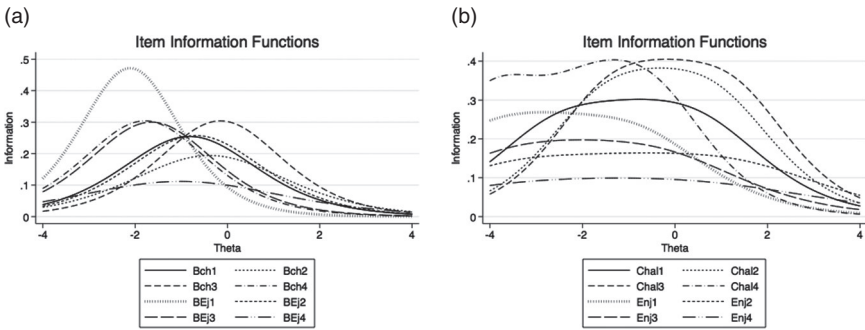 (a)
Item Information Functions
.5
.4
.3
.2
.1
0
Information
-4
-2
0
2
4
Theta
Bch1 Bch2
Bch3 Bch4
BEj1 BEj2
BEj3 BEj4
(b)
Item Information Functions
.4
.3
.2
.1
0
Information
-4
-2
0
2
4
Theta
Chal1 Chal2
Chal3 Chal4
Enj1 Enj2
Enj3 Enj4